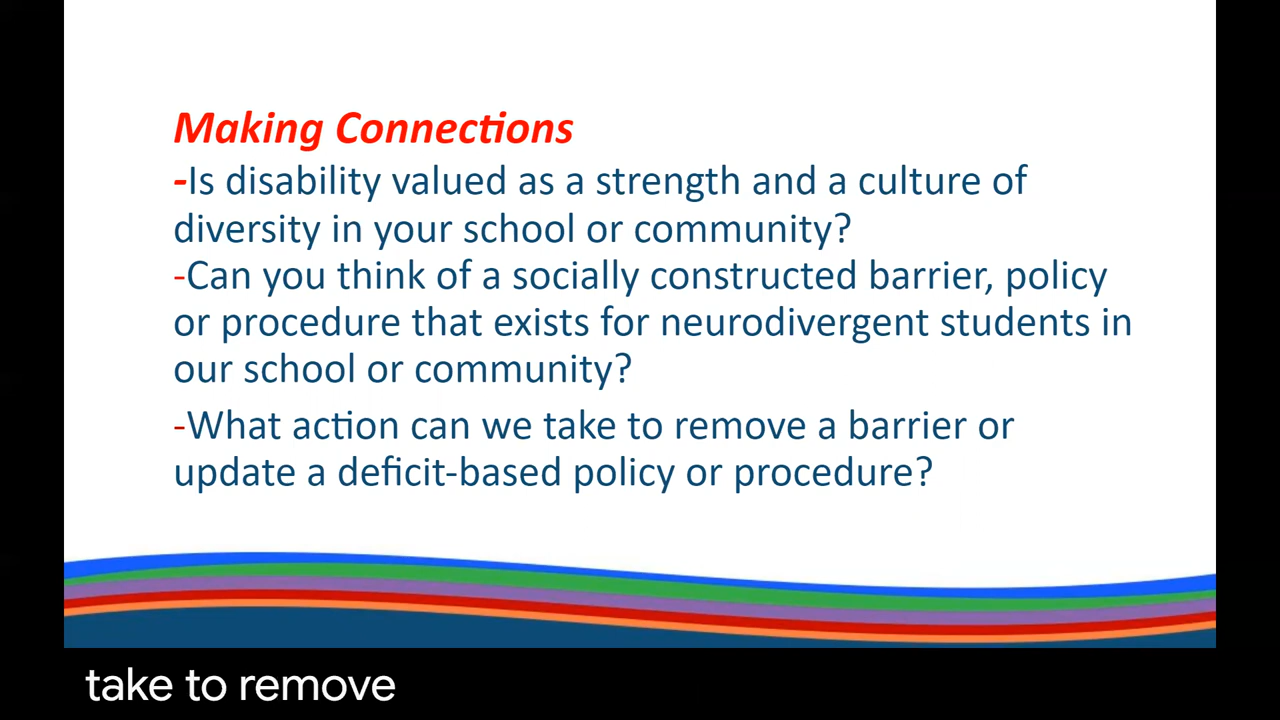 Making Connections
-Is disability valued as a strength and a culture of
diversity in your school or community?
-Can you think of a socially constructed barrier, policy
or procedure that exists for neurodivergent students in
our school or community?
-What action can we take to remove a barrier or
update a deficit-based policy or procedure?
take to remove